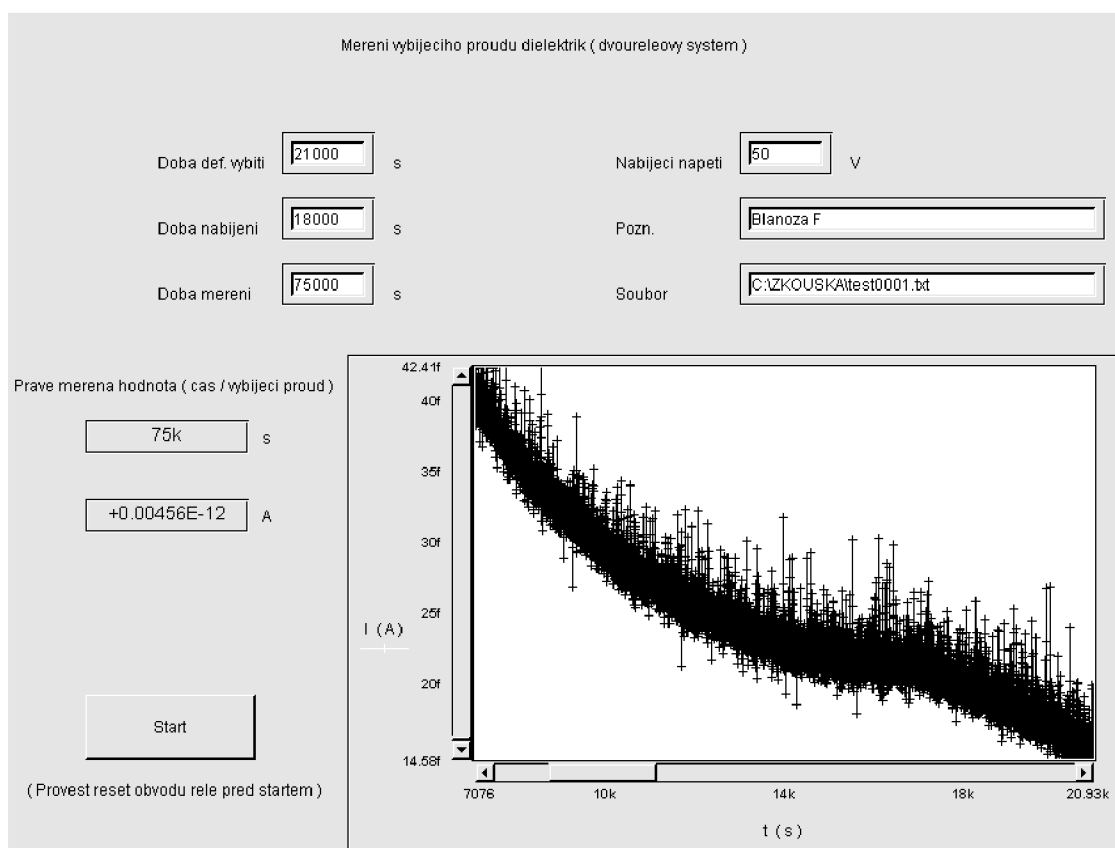 Mereni vybijeciho proudu dielektrik ( dvoureleovy system )
Doba def. vybiti 21000 s
Nabijeci napeti 50 V
Doba nabijeni 18000 s
Pozn. Blanoza F
Doba mereni 75000 s
Soubor C:\ZKOUSKA\test0001.txt
Prave merena hodnota ( cas / vybijeci proud )
75k s
+0.00456E-12 A
Start
( Provest reset obvodu rele pred startem )
42.41f
40f
35f
30f
25f
I (A)
20f
14.58f
7076 10k 14k 18k 20.93k
t (s)